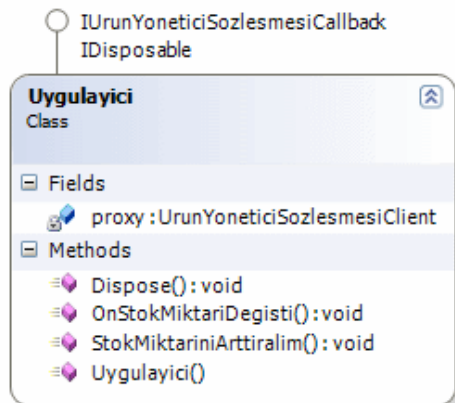 IUrunYoneticiSozlesmesiCallback
IDisposable
Uygulayici
Class
Fields
proxy : UrunYoneticiSozlesmesiClient
Methods
Dispose() : void
OnStokMiktariDegisti() : void
StokMiktariniArttiralim() : void
Uygulayici()